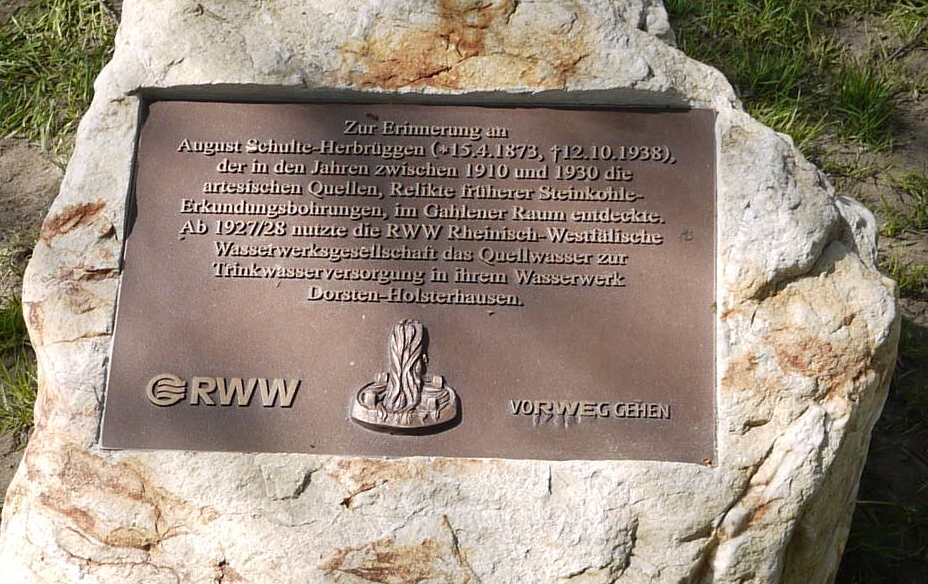 Zur Erinnerung an
August Schulte-Herbrüggen (*15.4.1873, †12.10.1938),
der in den Jahren zwischen 1910 und 1930 die
artesischen Quellen, Relikte früherer Steinkohle-
Erkundungsbohrungen, im Gahlener Raum entdeckte.
Ab 1927/28 nutzte die RWW Rheinisch-Westfälische
Wasserwerksgesellschaft das Quellwasser zur
Trinkwasserversorgung in ihrem Wasserwerk
Dorsten-Holsterhausen.
RWW
VORWEG GEHEN